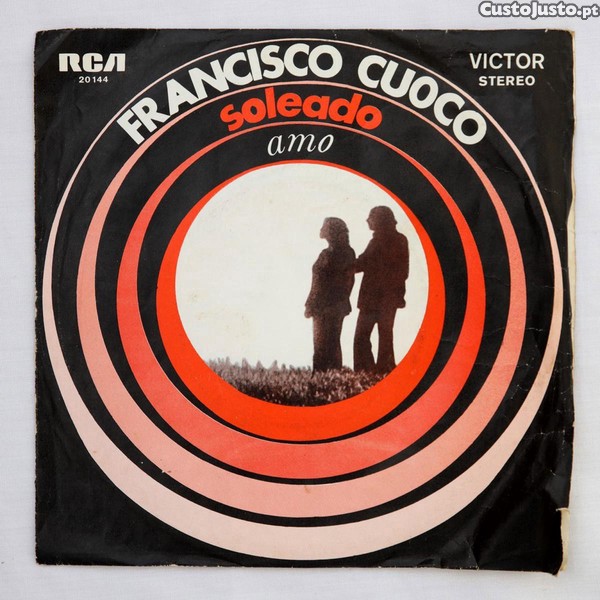 CustoJusto.pt
RCA
20144
VICTOR
STEREO
FRANCISCO CUOCO
soleado
amo